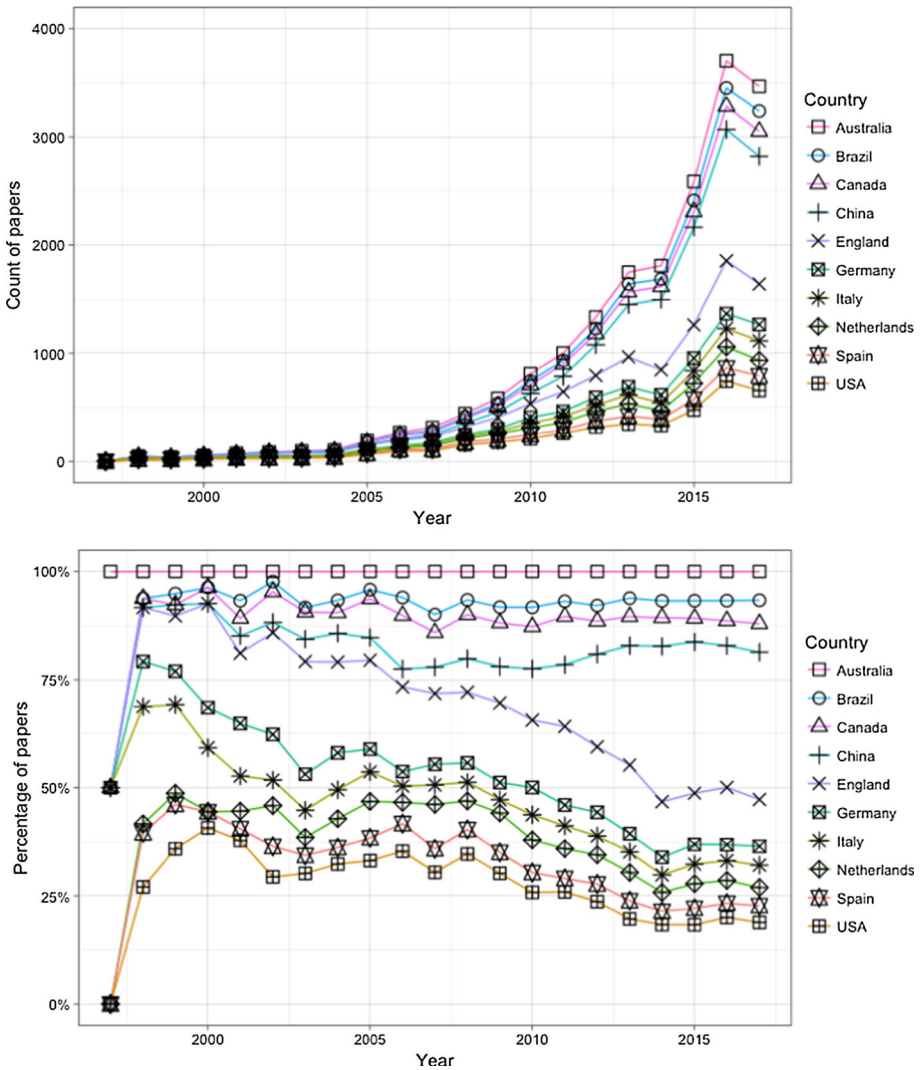 4000
3000
2000
1000
0
Count of papers
2000
2005
2010
2015
Year
Country
Australia
Brazil
Canada
China
England
Germany
Italy
Netherlands
Spain
USA
100%
75%
50%
25%
0%
Percentage of papers
2000
2005
2010
2015
Year
Country
Australia
Brazil
Canada
China
England
Germany
Italy
Netherlands
Spain
USA